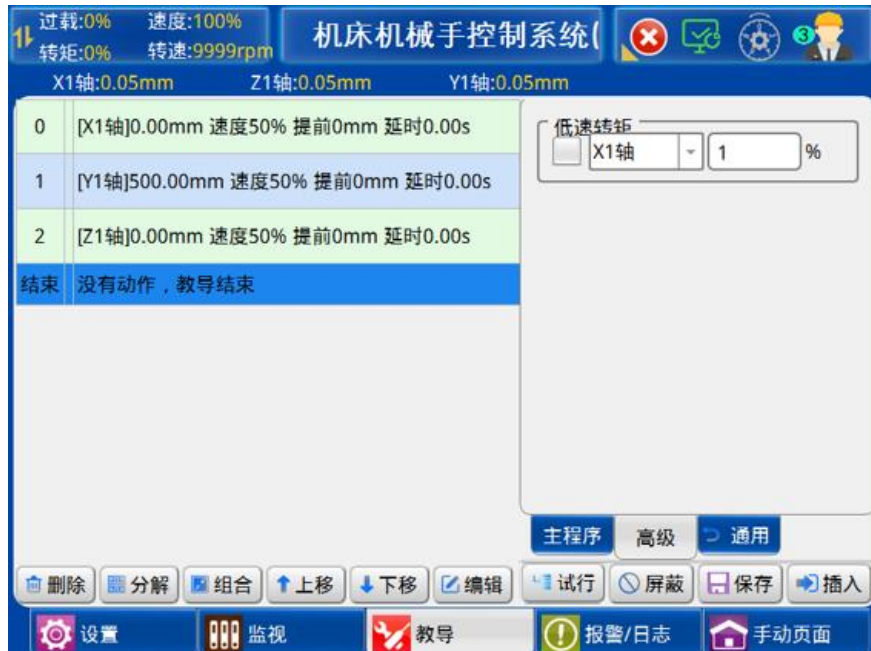 过载:0% 速度:100%
转矩:0% 转速:9999rpm
机床机械手控制系统(
3
X1轴:0.05mm Z1轴:0.05mm Y1轴:0.05mm
0 [X1轴]0.00mm 速度50% 提前0mm 延时0.00s
1 [Y1轴]500.00mm 速度50% 提前0mm 延时0.00s
2 [Z1轴]0.00mm 速度50% 提前0mm 延时0.00s
结束 没有动作，教导结束
低速转矩
X1轴 1 %
主程序 高级 通用
删除 分解 组合 上移 下移 编辑 试行 屏蔽 保存 插入
设置 监视 教导 报警/日志 手动页面